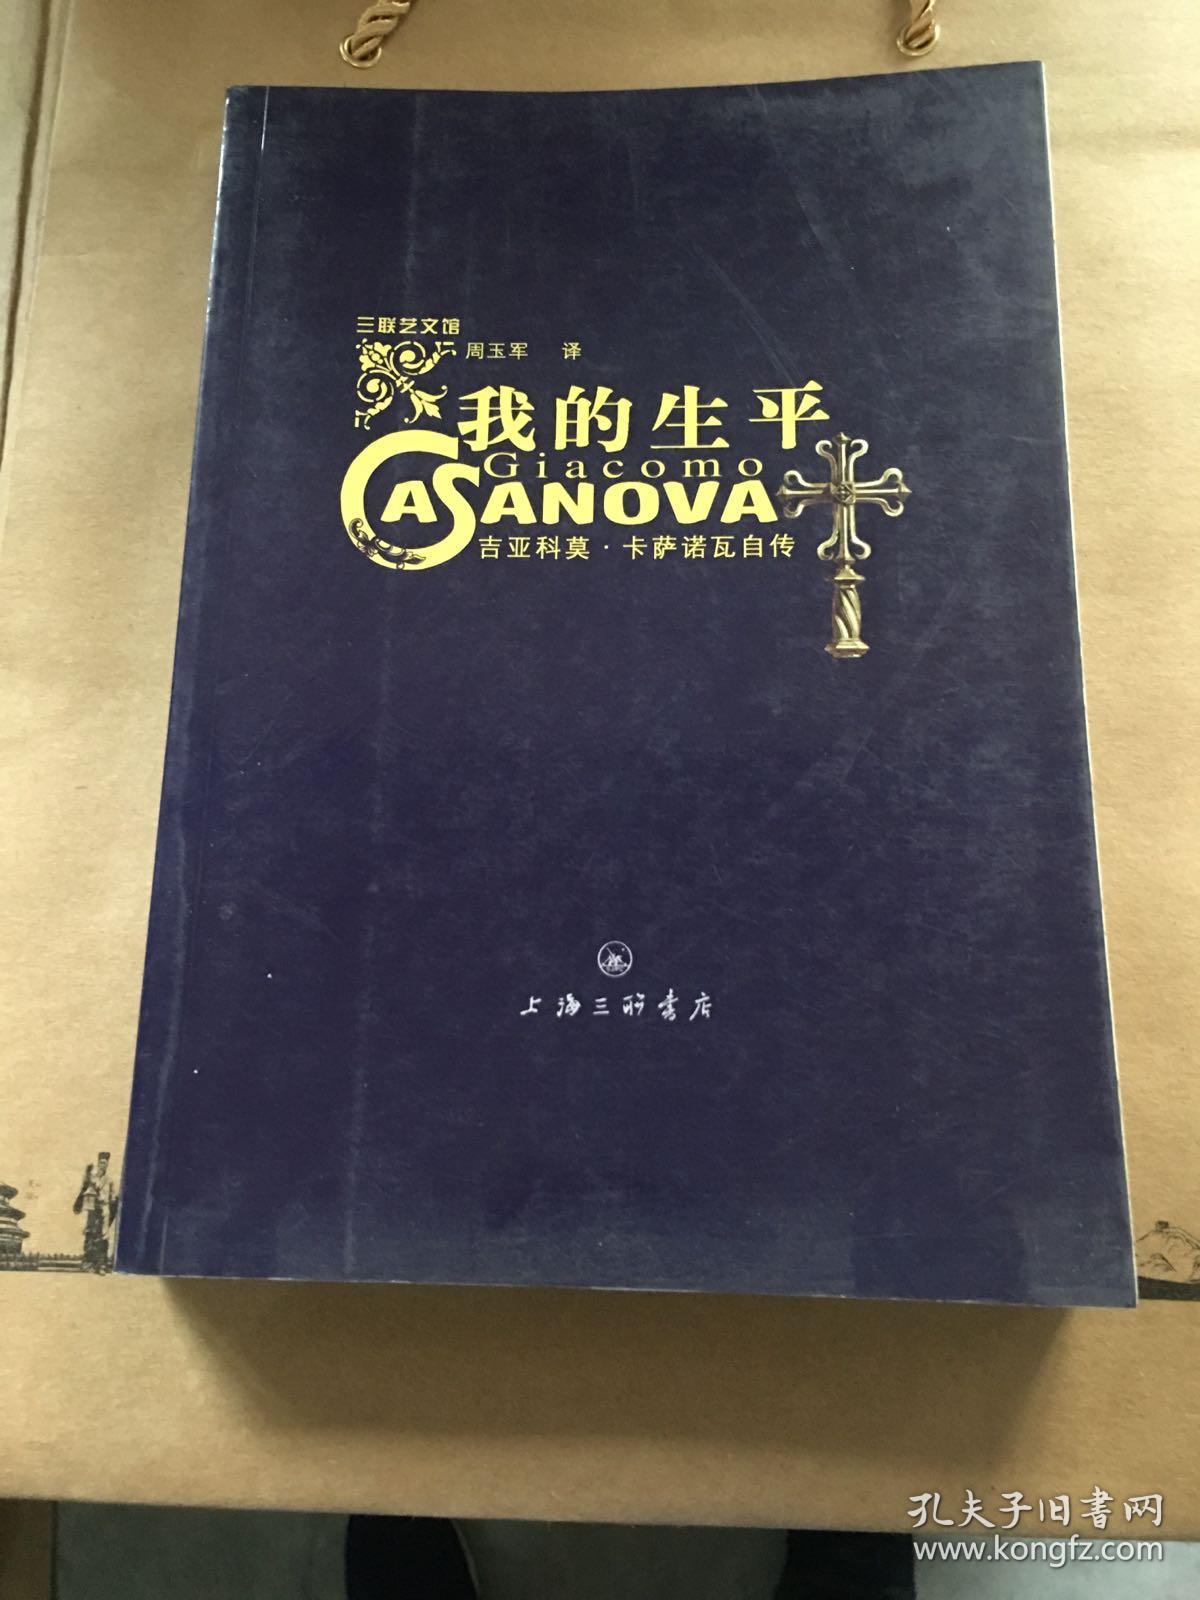 三联艺文馆
周玉军 译
我的生平
Giacomo
CASANOVA
吉亚科莫·卡萨诺瓦自传
上海三联书店
孔夫子旧书网
www.kongfz.com